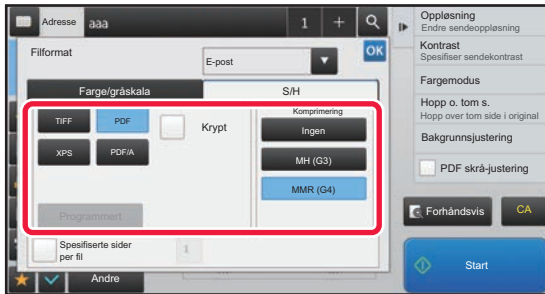 Adresse aaa 1 +
Filformat
E-post
OK
Farge/gråskala
S/H
TIFF
PDF
Krypt
XPS
PDF/A
Programmert
Komprimering
Ingen
MH (G3)
MMR (G4)
Spesifiserte sider
per fil
1
Andre
Oppløsning
Endre sendeoppløsning
Kontrast
Spesifiser sendekontrast
Fargemodus
Hopp o. tom s.
Hopp over tom side i original
Bakgrunnsjustering
PDF skrå-justering
Forhåndsvis
CA
Start